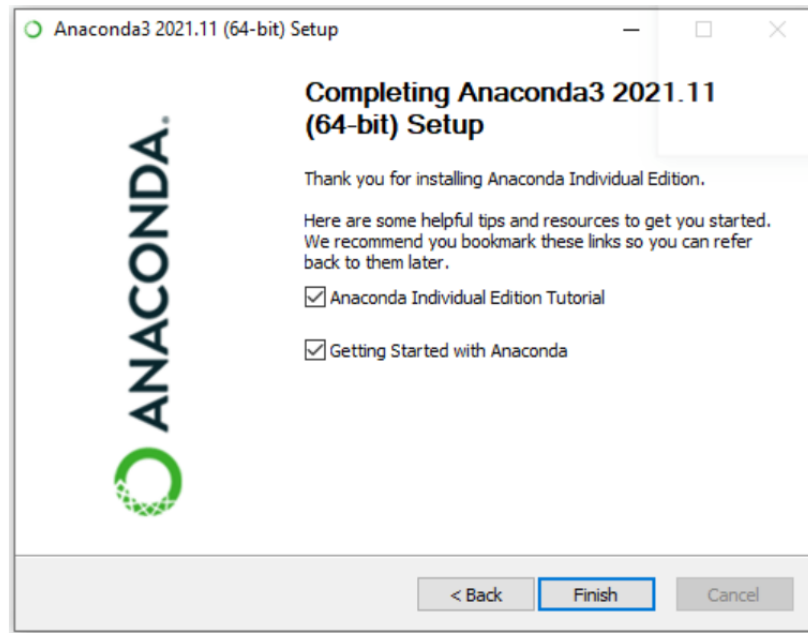 Anaconda3 2021.11 (64-bit) Setup
Completing Anaconda3 2021.11
(64-bit) Setup
Thank you for installing Anaconda Individual Edition.
Here are some helpful tips and resources to get you started.
We recommend you bookmark these links so you can refer
back to them later.
Anaconda Individual Edition Tutorial
Getting Started with Anaconda
ANACONDA.
< Back
Finish
Cancel